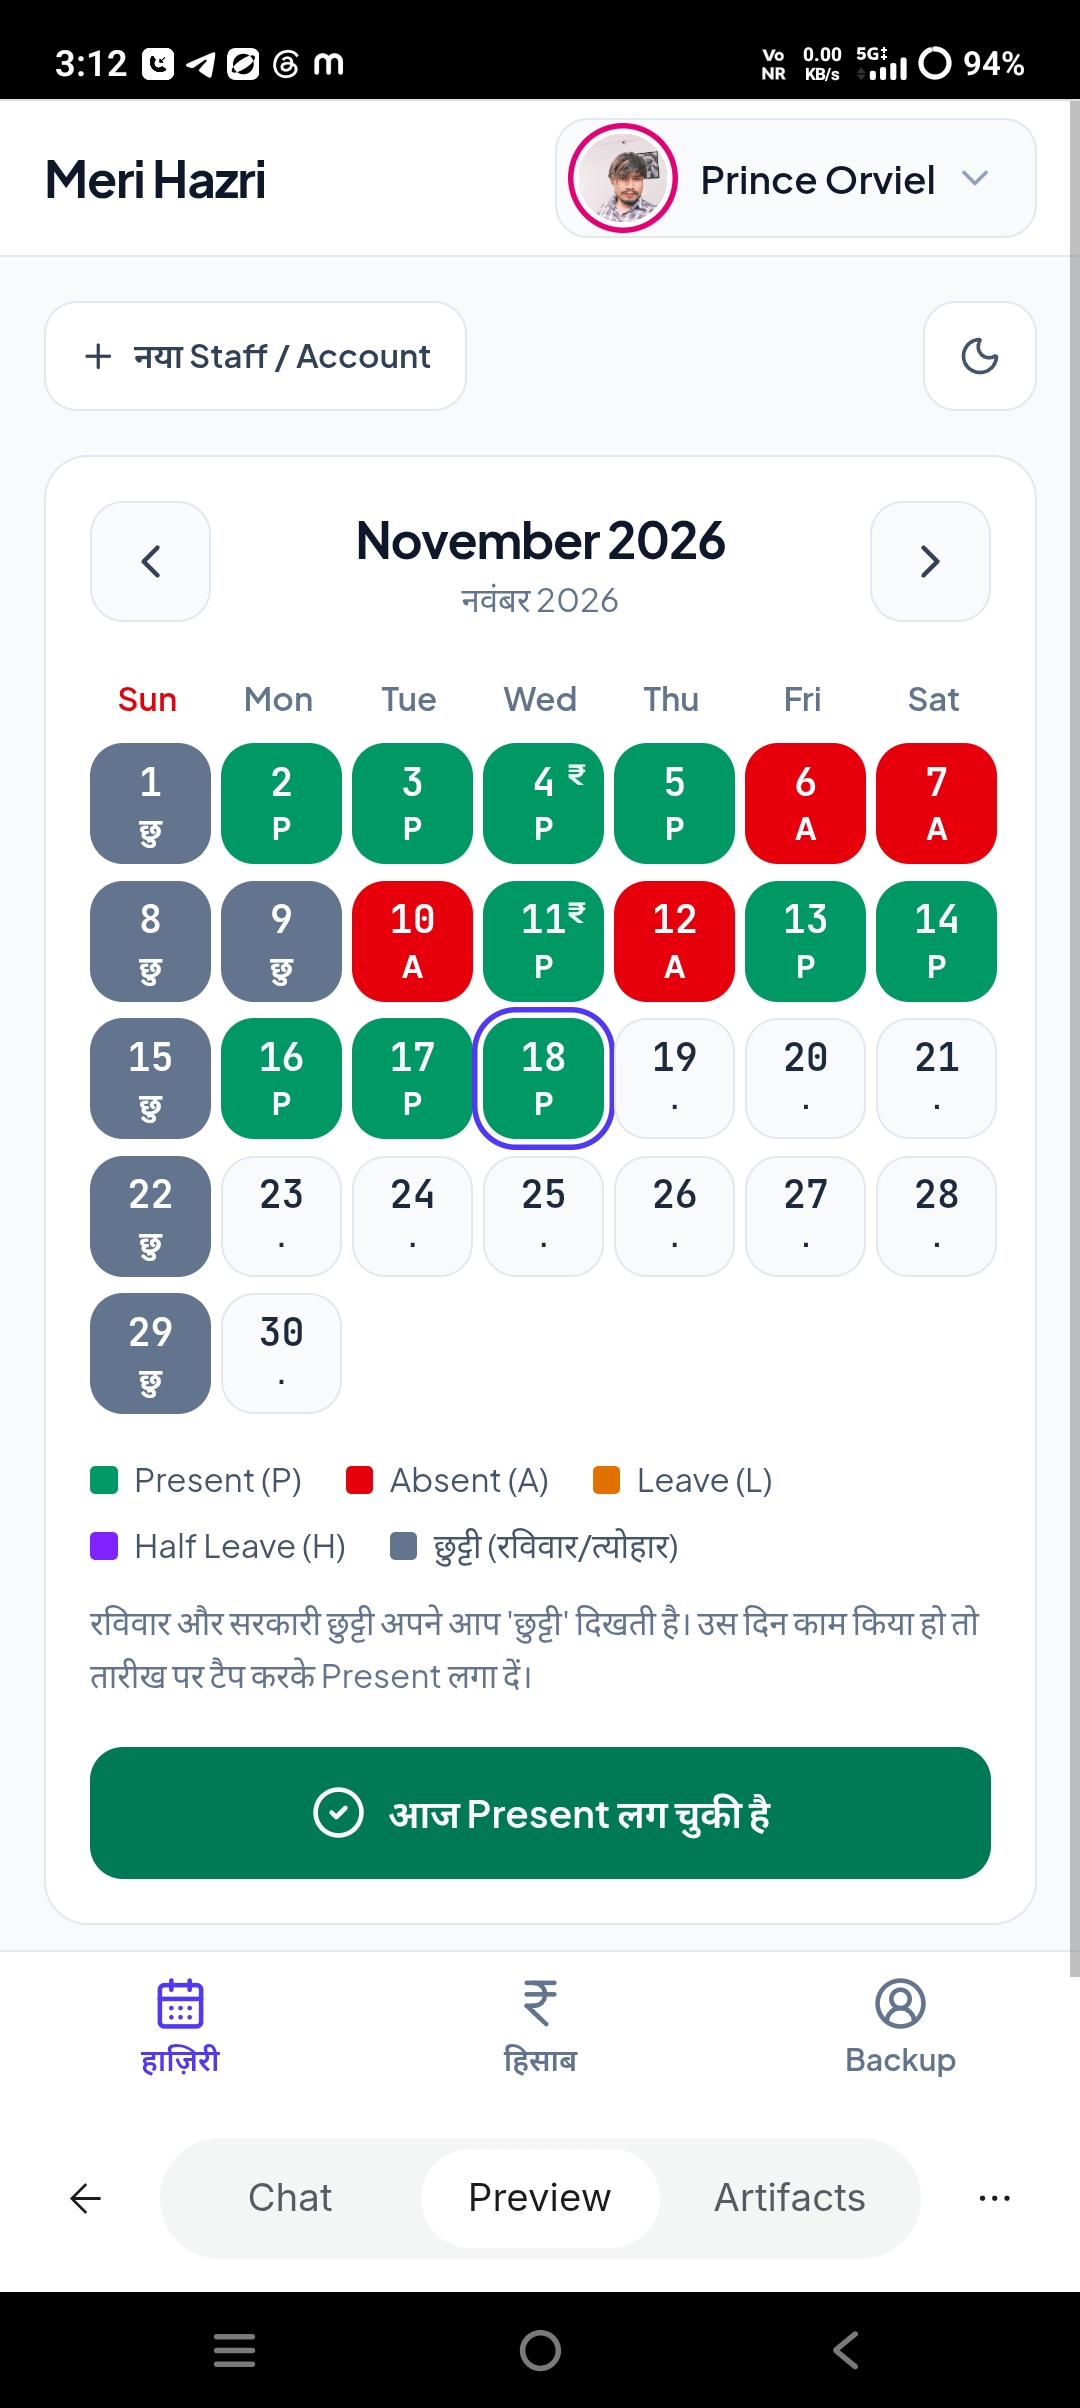 3:12
Vo NR 0.00 KB/s 5G 94%
Meri Hazri
Prince Orviel
नया Staff / Account
November 2026
नवंबर 2026
Sun Mon Tue Wed Thu Fri Sat
1 2 3 4 ₹ 5 6 7
छु P P P P A A
8 9 10 11 ₹ 12 13 14
छु छु A P A P P
15 16 17 18 19 20 21
छु P P P . . .
22 23 24 25 26 27 28
छु . . . . . .
29 30
छु .
Present (P) Absent (A) Leave (L)
Half Leave (H) छुट्टी (रविवार/त्योहार)
रविवार और सरकारी छुट्टी अपने आप 'छुट्टी' दिखती है। उस दिन काम किया हो तो
तारीख पर टैप करके Present लगा दें।
आज Present लग चुकी है
₹
हाज़िरी हिसाब Backup
Chat Preview Artifacts